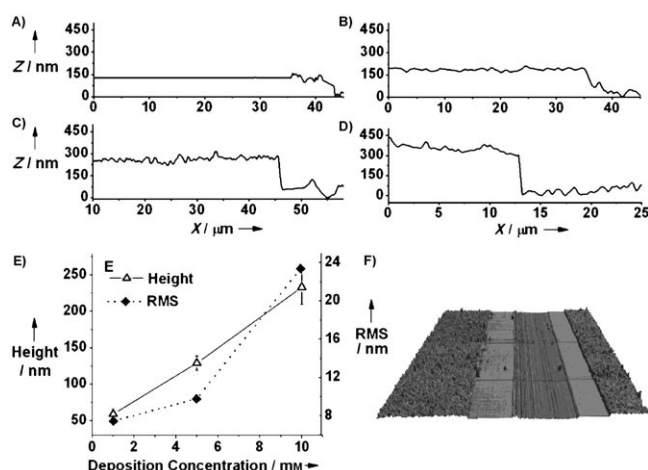 A)
450
300
150
0
Z / nm
0 10 20 30 40
B)
450
300
150
0
0 10 20 30 40
C)
450
300
150
0
Z / nm
10 20 30 40 50
X / μm
D)
450
300
150
0
0 5 10 15 20 25
X / μm
E)
E
Height
RMS
250
200
150
100
50
Height
/ nm
24
20
16
12
8
RMS
/ nm
0 2 4 6 8 10
Deposition Concentration / mM
F)